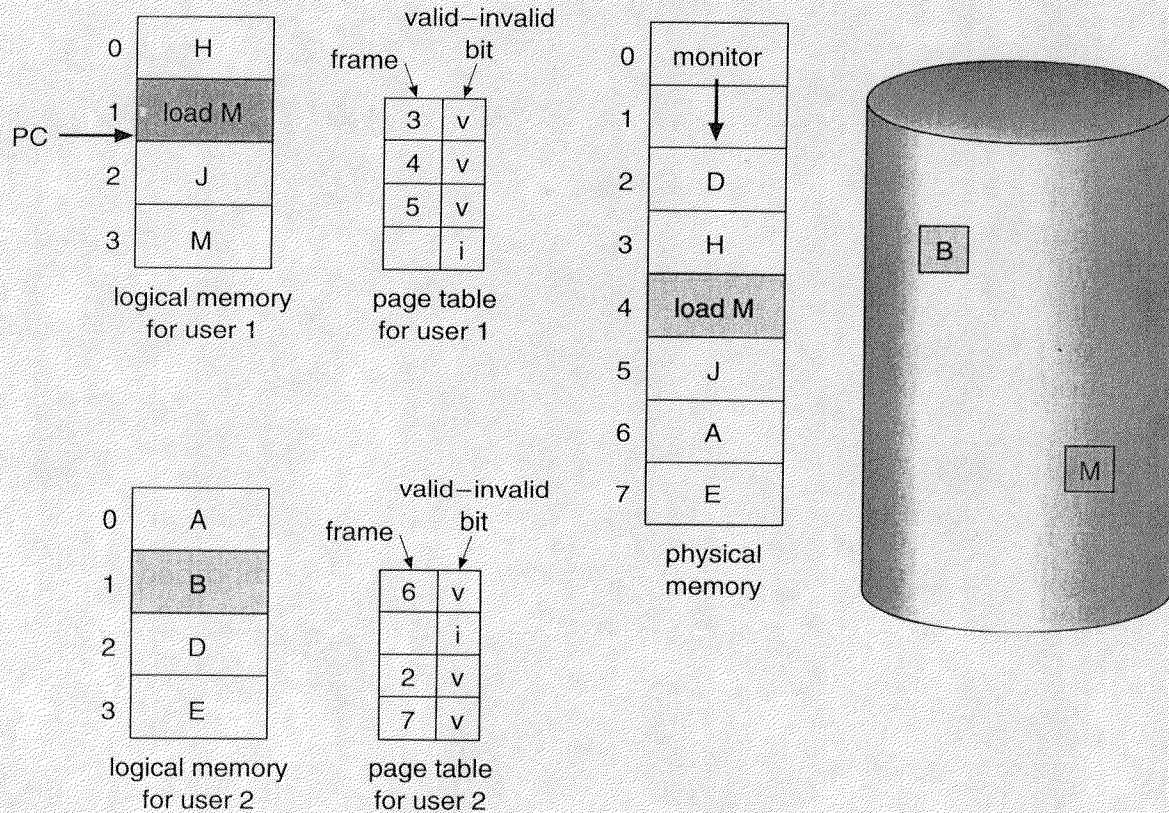 0 H
1 load M
PC
2 J
3 M
logical memory
for user 1
valid–invalid
frame bit
3 v
4 v
5 v
i
page table
for user 1
0 monitor
1
2 D
3 H
4 load M
5 J
6 A
7 E
physical
memory
B
M
0 A
1 B
2 D
3 E
logical memory
for user 2
valid–invalid
frame bit
6 v
i
2 v
7 v
page table
for user 2